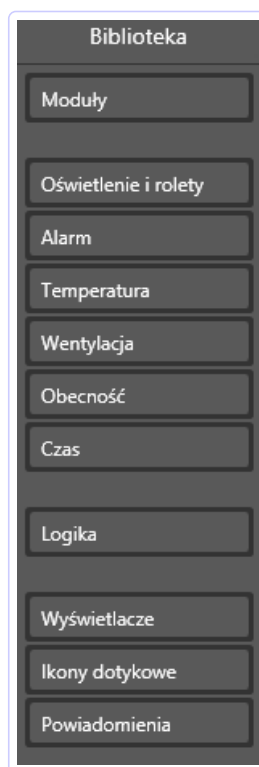 Biblioteka
Moduły
Oświetlenie i rolety
Alarm
Temperatura
Wentylacja
Obecność
Czas
Logika
Wyświetlacze
Ikony dotykowe
Powiadomienia